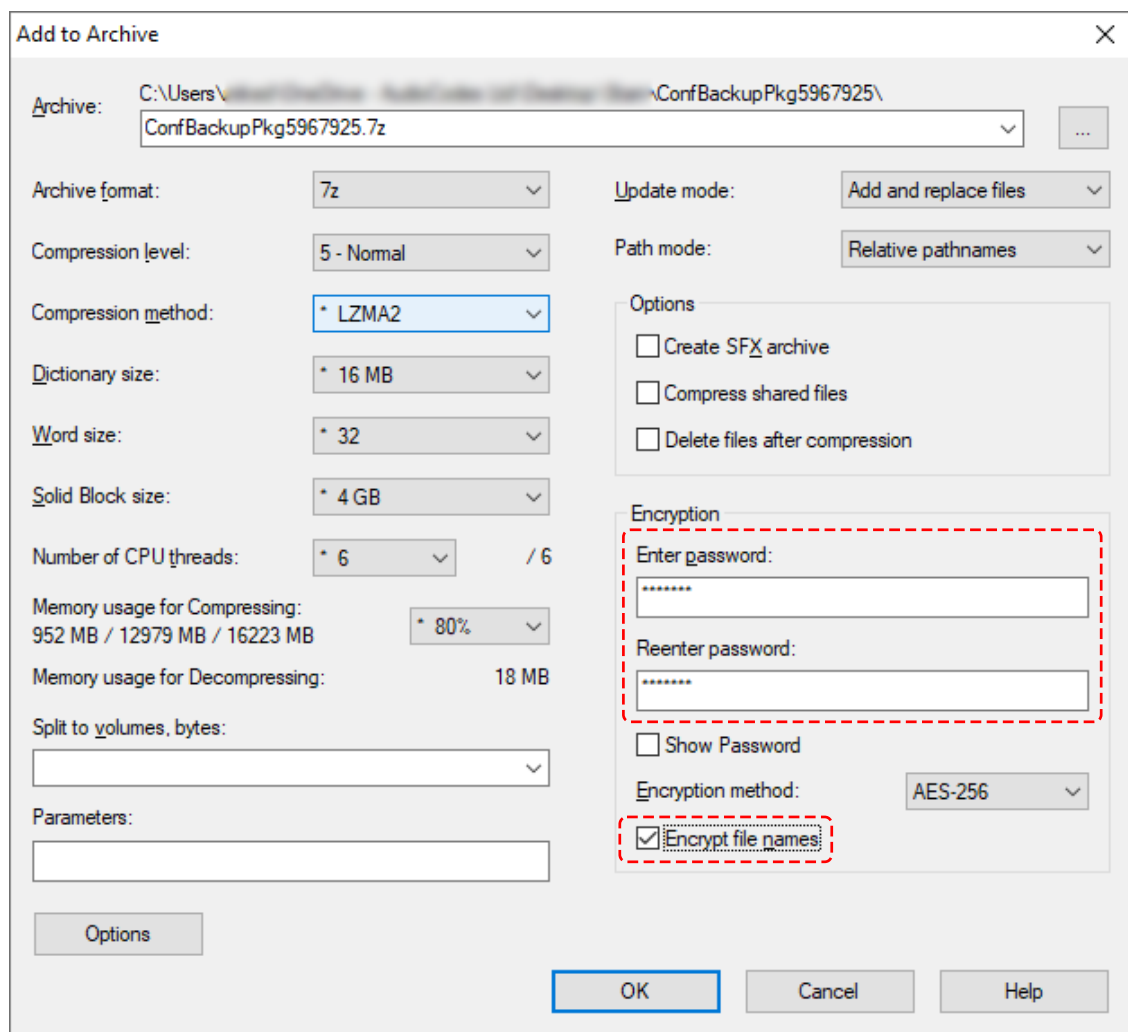 Add to Archive
C:\Users\ \ConfBackupPkg5967925\
Archive:
ConfBackupPkg5967925.7z
...
Archive format:
7z
Compression level:
5 - Normal
Compression method:
* LZMA2
Dictionary size:
* 16 MB
Word size:
* 32
Solid Block size:
* 4 GB
Number of CPU threads:
* 6
/ 6
Memory usage for Compressing:
952 MB / 12979 MB / 16223 MB
* 80%
Memory usage for Decompressing:
18 MB
Split to volumes, bytes:
Parameters:
Options
Update mode:
Add and replace files
Path mode:
Relative pathnames
Options
Create SFX archive
Compress shared files
Delete files after compression
Encryption
Enter password:
*******
Reenter password:
*******
Show Password
Encryption method:
AES-256
Encrypt file names
OK
Cancel
Help